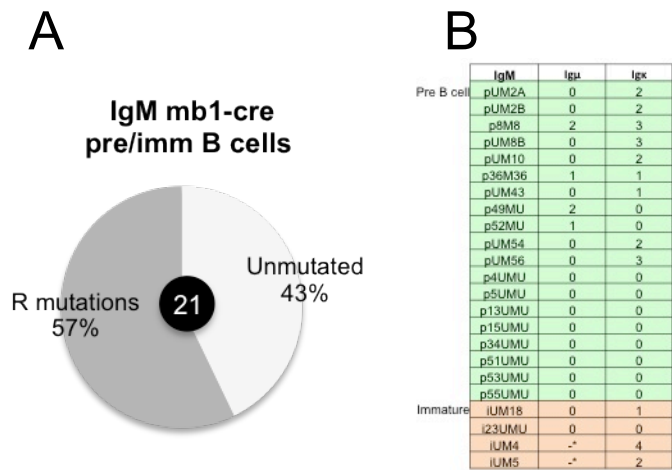 A
B
IgM mb1-cre
pre/imm B cells
Unmutated
43%
R mutations
57%
21
IgM Igμ Igκ
Pre B cell pUM2A 0 2
pUM2B 0 2
p8M8 2 3
pUM8B 0 3
pUM10 0 2
p36M36 1 1
pUM43 0 1
p49MU 2 0
p52MU 1 0
pUM54 0 2
pUM56 0 3
p4UMU 0 0
p5UMU 0 0
p13UMU 0 0
p15UMU 0 0
p34UMU 0 0
p51UMU 0 0
p53UMU 0 0
p55UMU 0 0
Immature iUM18 0 1
i23UMU 0 0
iUM4 -* 4
iUM5 -* 2